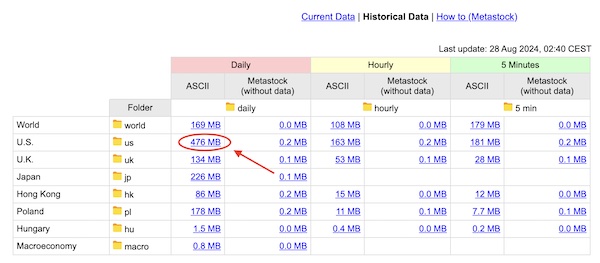 Current Data | Historical Data | How to (Metastock)
Last update: 28 Aug 2024, 02:40 CEST
Daily Hourly 5 Minutes
ASCII Metastock (without data) ASCII Metastock (without data) ASCII Metastock (without data)
Folder daily hourly 5 min
World world 169 MB 0.0 MB 108 MB 0.0 MB 179 MB 0.0 MB
U.S. us 476 MB 0.2 MB 163 MB 0.2 MB 181 MB 0.2 MB
U.K. uk 134 MB 0.1 MB 53 MB 0.1 MB 28 MB 0.1 MB
Japan jp 226 MB 0.1 MB
Hong Kong hk 86 MB 0.2 MB 15 MB 0.2 MB 12 MB 0.2 MB
Poland pl 178 MB 0.2 MB 11 MB 0.1 MB 7.7 MB 0.1 MB
Hungary hu 1.5 MB 0.0 MB 0.4 MB 0.0 MB 0.2 MB 0.0 MB
Macroeconomy macro 0.8 MB 0.0 MB